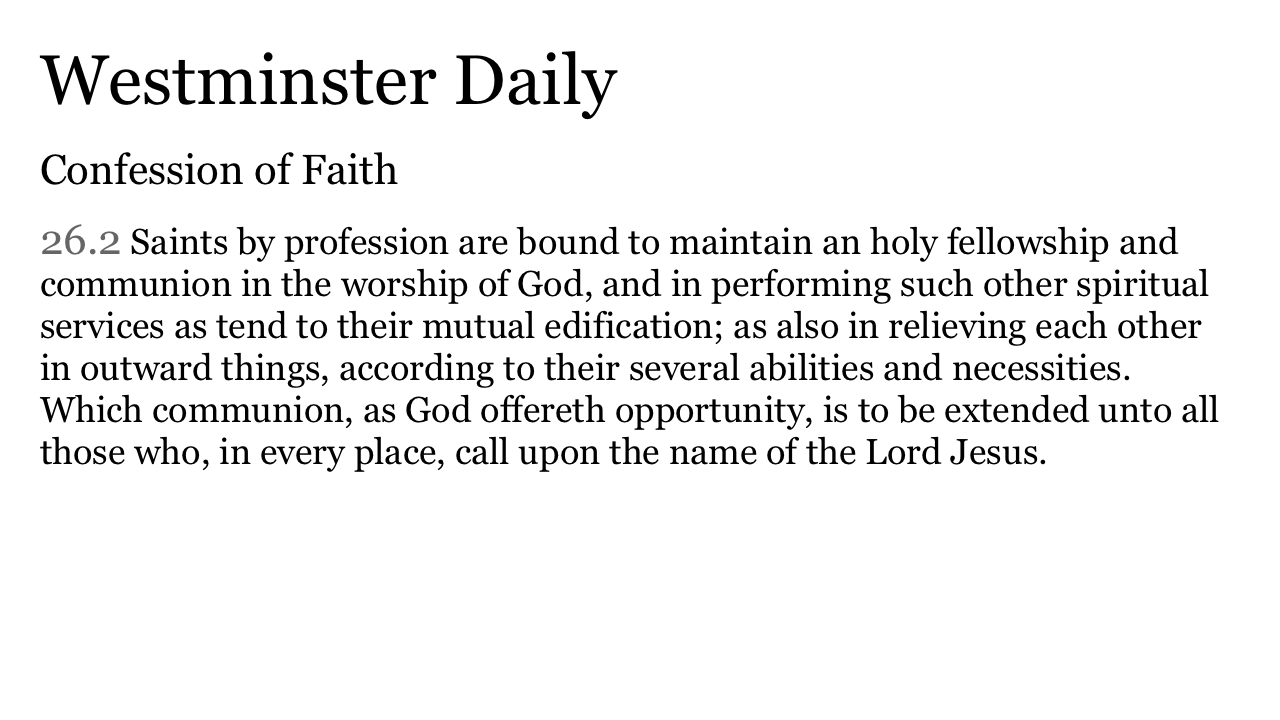 Westminster Daily
Confession of Faith
26.2 Saints by profession are bound to maintain an holy fellowship and
communion in the worship of God, and in performing such other spiritual
services as tend to their mutual edification; as also in relieving each other
in outward things, according to their several abilities and necessities.
Which communion, as God offereth opportunity, is to be extended unto all
those who, in every place, call upon the name of the Lord Jesus.